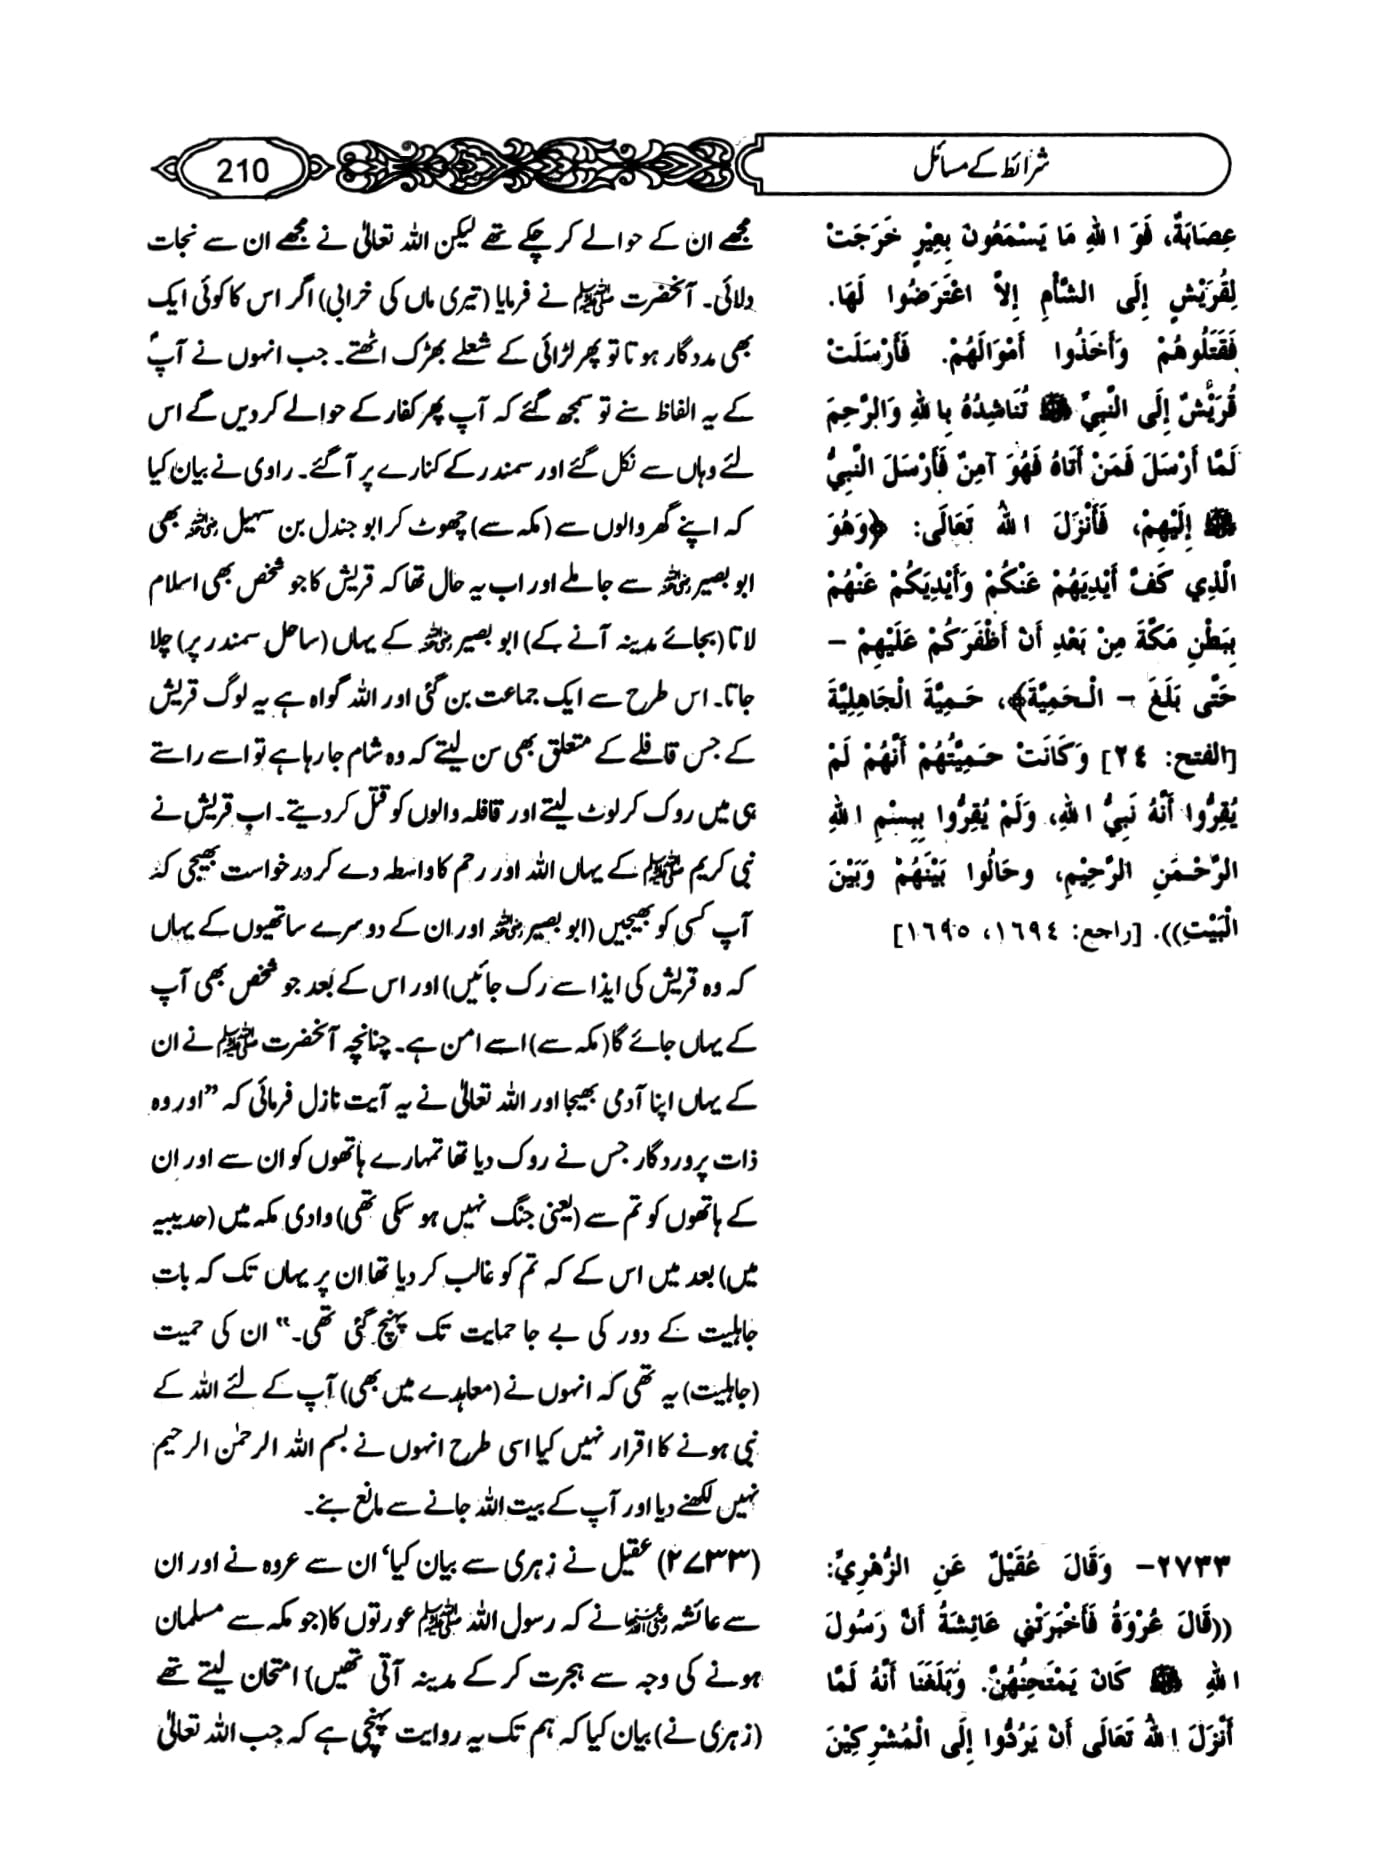 شرائط کے مسائل
210
عِصَابَةٌ، فَوَ اللهِ مَا يَسْمَعُونَ بِعِيْرٍ خَرَجَتْ
لِقُرَيْشٍ إِلَى الشَّأْمِ إِلاَّ اعْتَرَضُوا لَهَا.
فَقَتَلُوهُمْ وَأَخَذُوا أَمْوَالَهُمْ. فَأَرْسَلَتْ
قُرَيْشٌ إِلَى النَّبِيِّ ﷺ تُنَاشِدُهُ بِاللهِ وَالرَّحِمِ
لَمَّا أَرْسَلَ فَمَنْ أَتَاهُ فَهُوَ آمِنٌ فَأَرْسَلَ النَّبِيُّ
ﷺ إِلَيْهِمْ، فَأَنْزَلَ اللهُ تَعَالَى: ﴿وَهُوَ
الَّذِي كَفَّ أَيْدِيَهُمْ عَنْكُمْ وَأَيْدِيَكُمْ عَنْهُمْ
بِبَطْنِ مَكَّةَ مِنْ بَعْدِ أَنْ أَظْفَرَكُمْ عَلَيْهِمْ –
حَتَّى بَلَغَ – الْحَمِيَّةَ﴾، حَمِيَّةَ الْجَاهِلِيَّةَ
[الفتح: ٢٤] وَكَانَتْ حَمِيَّتُهُمْ أَنَّهُمْ لَمْ
يُقِرُّوا أَنَّهُ نَبِيُّ اللهِ، وَلَمْ يُقِرُّوا بِبِسْمِ اللهِ
الرَّحْمَنِ الرَّحِيْمِ، وَحَالُوا بَيْنَهُمْ وَبَيْنَ
الْبَيْتِ)). [راجع: ١٦٩٤، ١٦٩٥]
٢٧٣٣– وَقَالَ عُقَيْلٌ عَنِ الزُّهْرِيِّ:
((قَالَ عُرْوَةُ فَأَخْبَرَتْنِي عَائِشَةُ أَنَّ رَسُولَ
اللهِ ﷺ كَانَ يَمْتَحِنُهُنَّ. وَبَلَغَنَا أَنَّهُ لَمَّا
أَنْزَلَ اللهُ تَعَالَى أَنْ يَرُدُّوا إِلَى الْمُشْرِكِيْنَ
مجھے ان کے حوالے کر چکے تھے لیکن اللہ تعالیٰ نے مجھے ان سے نجات
دلائی۔ آنحضرت ﷺ نے فرمایا (تیری ماں کی خرابی) اگر اس کا کوئی ایک
بھی مددگار ہوتا تو پھر لڑائی کے شعلے بھڑک اٹھتے۔ جب انہوں نے آپؐ
کے یہ الفاظ سنے تو سمجھ گئے کہ آپ پھر کفار کے حوالے کر دیں گے اس
لئے وہاں سے نکل گئے اور سمندر کے کنارے پر آ گئے۔ راوی نے بیان کیا
کہ اپنے گھر والوں سے (مکہ سے) چھوٹ کر ابو جندل بن سہیل رضی اللہ عنہ بھی
ابو بصیر رضی اللہ عنہ سے جا ملے اور اب یہ حال تھا کہ قریش کا جو شخص بھی اسلام
لاتا (بجائے مدینہ آنے کے) ابو بصیر رضی اللہ عنہ کے یہاں (ساحل سمندر پر) چلا
جاتا۔ اس طرح سے ایک جماعت بن گئی اور اللہ گواہ ہے یہ لوگ قریش
کے جس قافلے کے متعلق بھی سن لیتے کہ وہ شام جا رہا ہے تو اسے راستے
ہی میں روک کر لوٹ لیتے اور قافلہ والوں کو قتل کر دیتے۔ اب قریش نے
نبی کریم ﷺ کے یہاں اللہ اور رحم کا واسطہ دے کر درخواست بھیجی کہ
آپ کسی کو بھیجیں (ابو بصیر رضی اللہ عنہ اور ان کے دوسرے ساتھیوں کے یہاں
کہ وہ قریش کی ایذا سے رک جائیں) اور اس کے بعد جو شخص بھی آپ
کے یہاں جائے گا (مکہ سے) اسے امن ہے۔ چنانچہ آنحضرت ﷺ نے ان
کے یہاں اپنا آدمی بھیجا اور اللہ تعالیٰ نے یہ آیت نازل فرمائی کہ ”اور وہ
ذات پروردگار جس نے روک دیا تھا تمہارے ہاتھوں کو ان سے اور ان
کے ہاتھوں کو تم سے (یعنی جنگ نہیں ہو سکی تھی) وادی مکہ میں (حدیبیہ
میں) بعد میں اس کے کہ تم کو غالب کر دیا تھا ان پر یہاں تک کہ بات
جاہلیت کے دور کی بے جا حمایت تک پہنچ گئی تھی۔“ ان کی حمیت
(جاہلیت) یہ تھی کہ انہوں نے (معاہدے میں بھی) آپ کے لئے اللہ کے
نبی ہونے کا اقرار نہیں کیا اسی طرح انہوں نے بسم اللہ الرحمٰن الرحیم
نہیں لکھنے دیا اور آپ کے بیت اللہ جانے سے مانع بنے۔
(۲۷۳۳) عقیل نے زہری سے بیان کیا‘ ان سے عروہ نے اور ان
سے عائشہ رضی اللہ عنہا نے کہ رسول اللہ ﷺ عورتوں کا (جو مکہ سے مسلمان
ہونے کی وجہ سے ہجرت کر کے مدینہ آتی تھیں) امتحان لیتے تھے
(زہری نے) بیان کیا کہ ہم تک یہ روایت پہنچی ہے کہ جب اللہ تعالیٰ